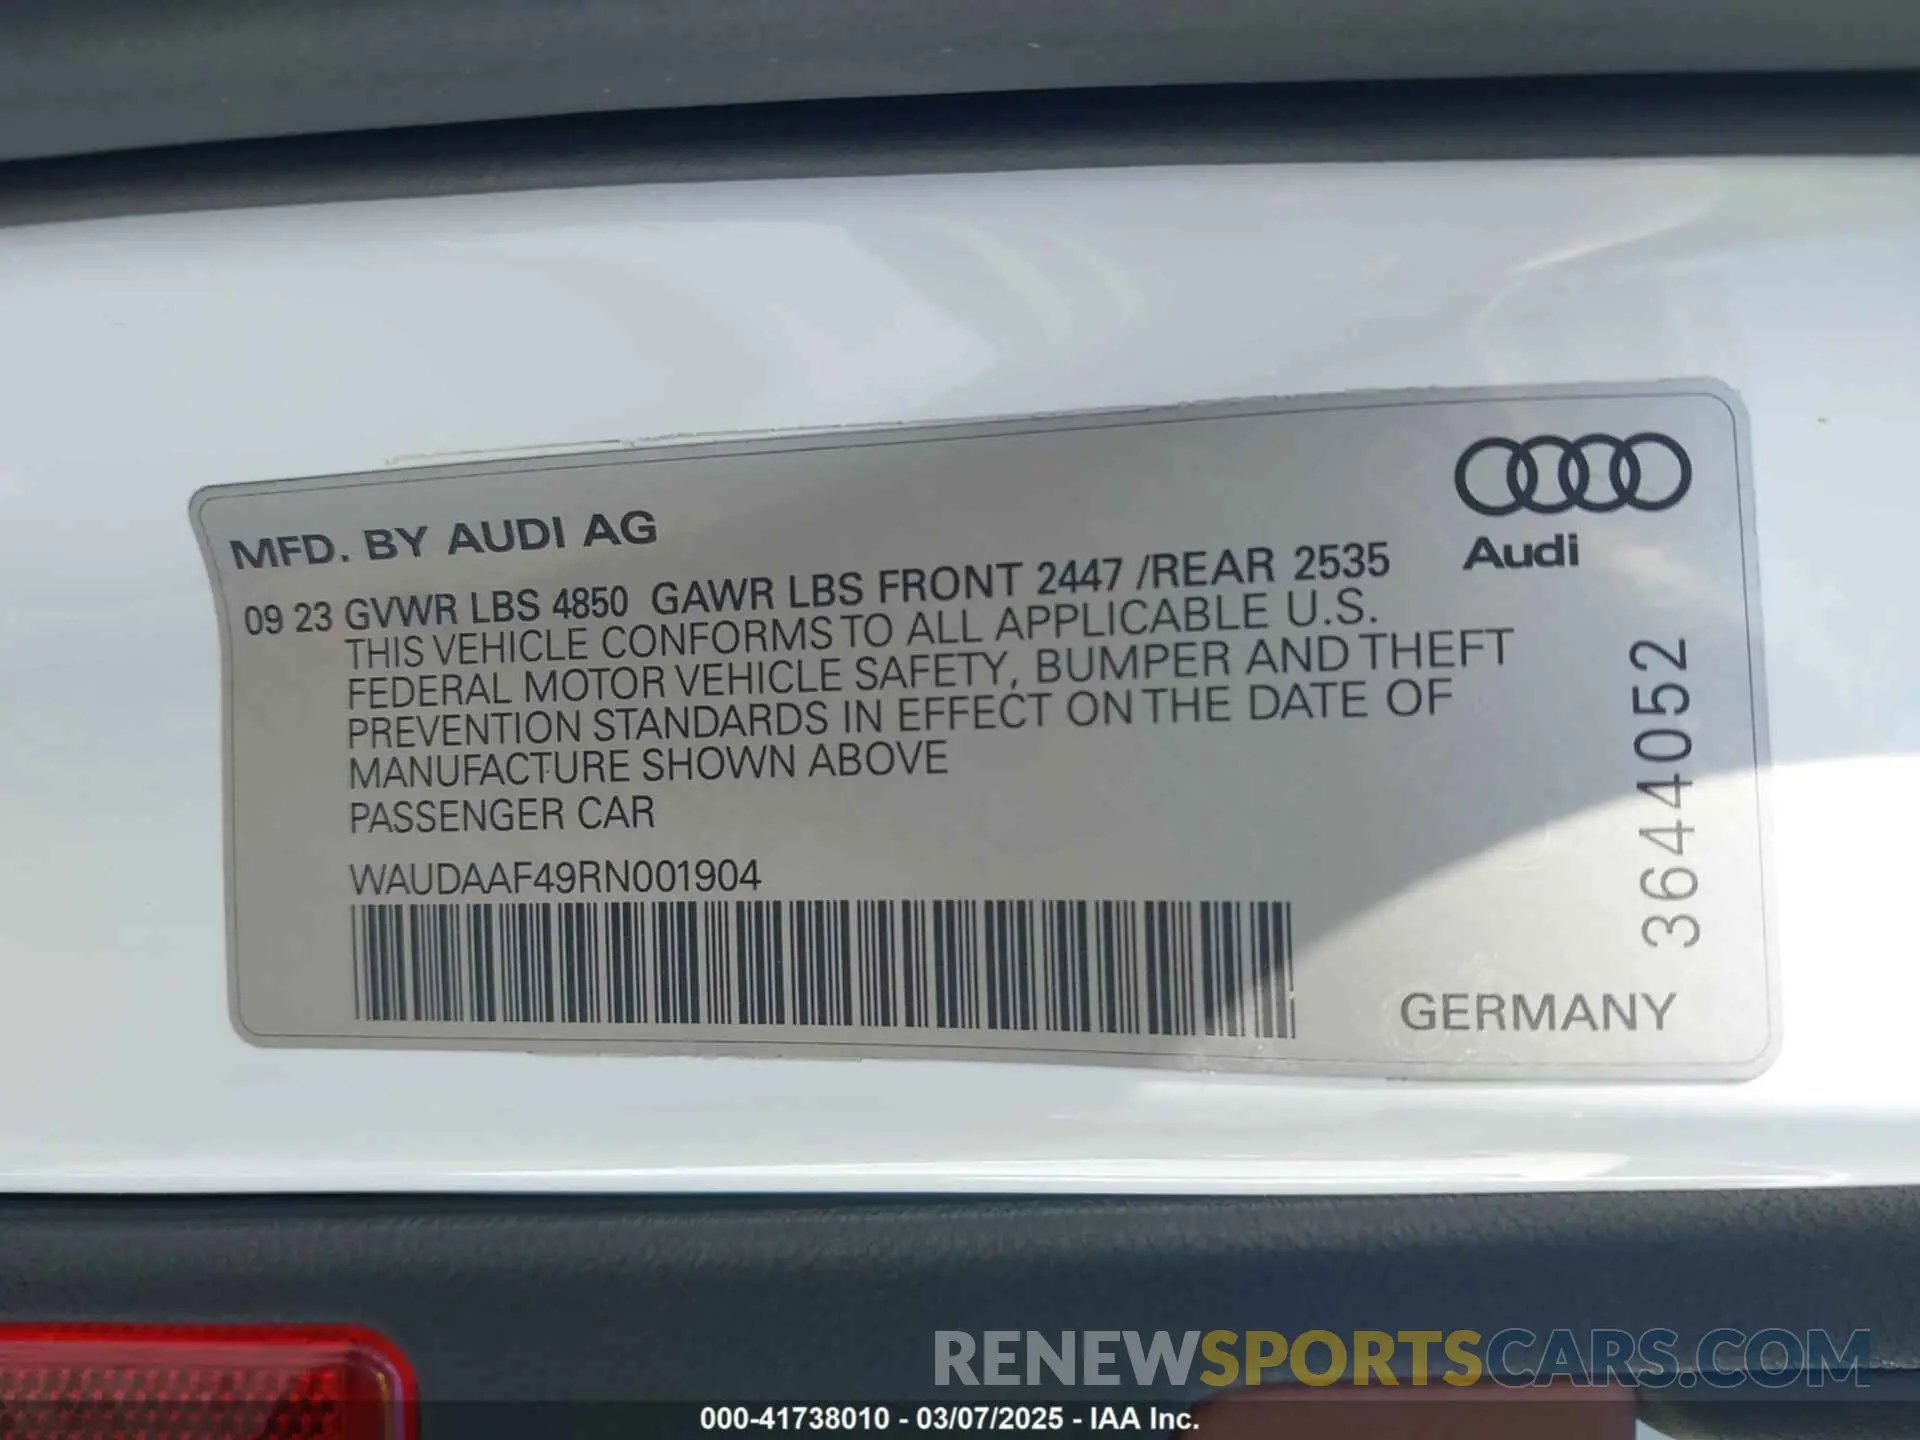 MFD. BY AUDI AG
Audi
09 23 GVWR LBS 4850 GAWR LBS FRONT 2447 /REAR 2535
THIS VEHICLE CONFORMS TO ALL APPLICABLE U.S.
FEDERAL MOTOR VEHICLE SAFETY, BUMPER AND THEFT
PREVENTION STANDARDS IN EFFECT ON THE DATE OF
MANUFACTURE SHOWN ABOVE
PASSENGER CAR
WAUDAAF49RN001904
3644052
GERMANY
RENEWSPORTSCARS.COM
000-41738010 - 03/07/2025 - IAA Inc.